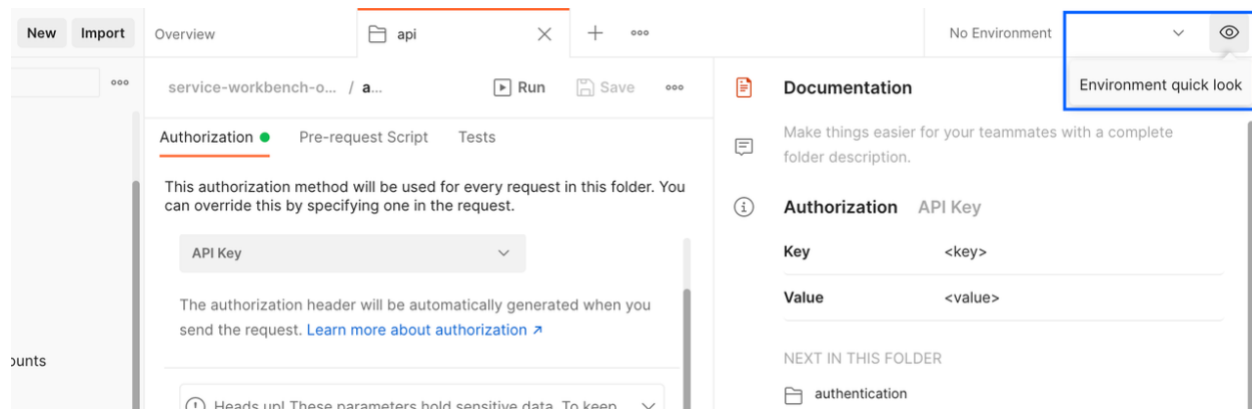 New Import Overview api No Environment
service-workbench-o... / a... Run Save
Environment quick look
Authorization Pre-request Script Tests
This authorization method will be used for every request in this folder. You
can override this by specifying one in the request.
API Key
The authorization header will be automatically generated when you
send the request. Learn more about authorization ↗
Heads up! These parameters hold sensitive data. To keep
Documentation
Make things easier for your teammates with a complete
folder description.
Authorization API Key
Key <key>
Value <value>
NEXT IN THIS FOLDER
authentication